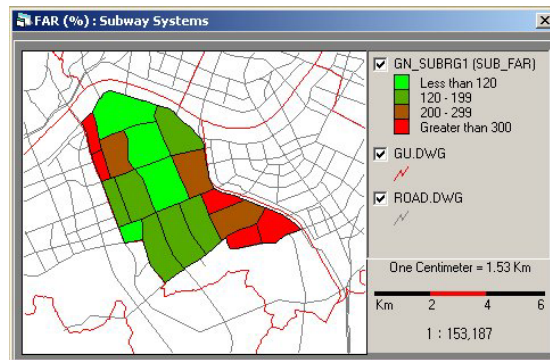 FAR (%) : Subway Systems
GN_SUBRG1 (SUB_FAR)
Less than 120
120 - 199
200 - 299
Greater than 300
GU.DWG
ROAD.DWG
One Centimeter = 1.53 Km
Km 2 4 6
1 : 153,187